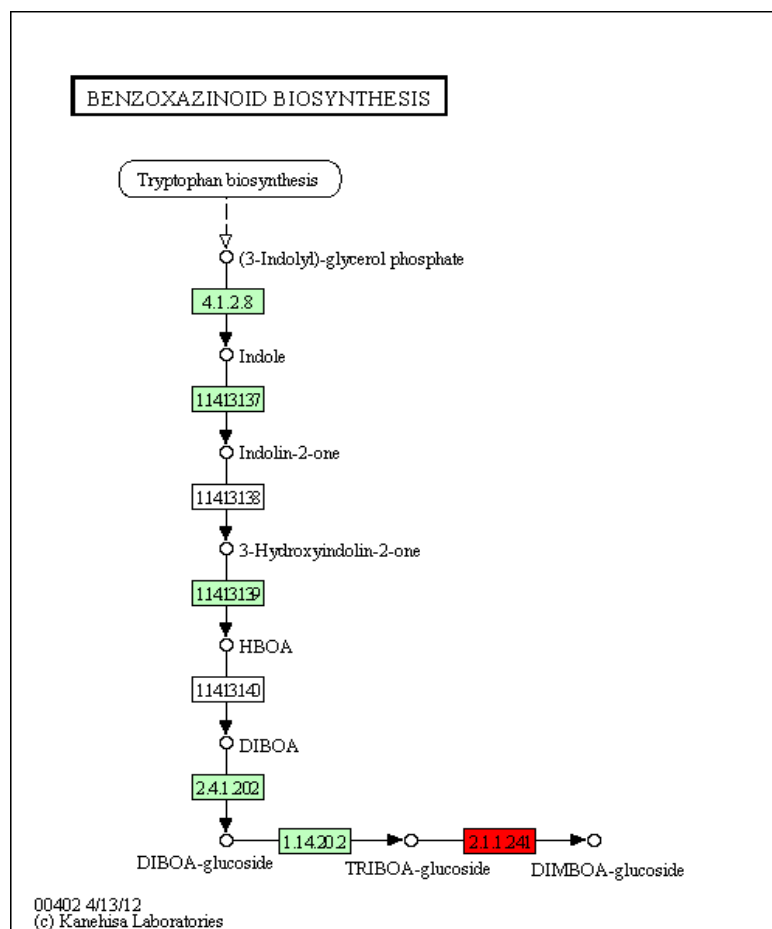 BENZOXAZINOID BIOSYNTHESIS
Tryptophan biosynthesis
(3-Indolyl)-glycerol phosphate
4.1.2.8
Indole
1.14.13.137
Indolin-2-one
1.14.13.138
3-Hydroxyindolin-2-one
1.14.13.139
HBOA
1.14.13.140
DIBOA
2.4.1.202
1.14.20.2
2.1.1.241
DIBOA-glucoside
TRIBOA-glucoside
DIMBOA-glucoside
00402 4/13/12
(c) Kanehisa Laboratories